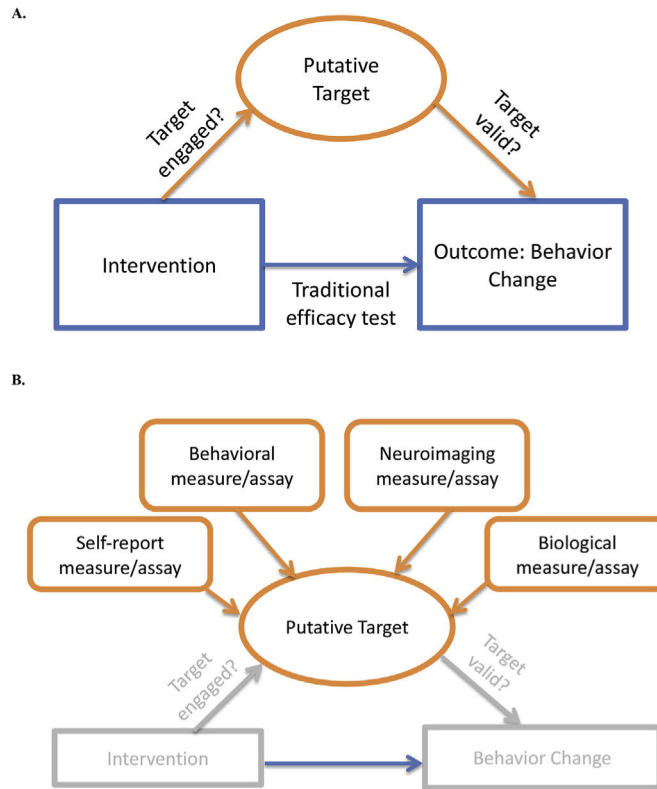 A.
Putative
Target
Target
engaged?
Target
valid?
Intervention
Outcome: Behavior
Change
Traditional
efficacy test
B.
Behavioral
measure/assay
Neuroimaging
measure/assay
Self-report
measure/assay
Biological
measure/assay
Putative Target
Target
engaged?
Target
valid?
Intervention
Behavior Change